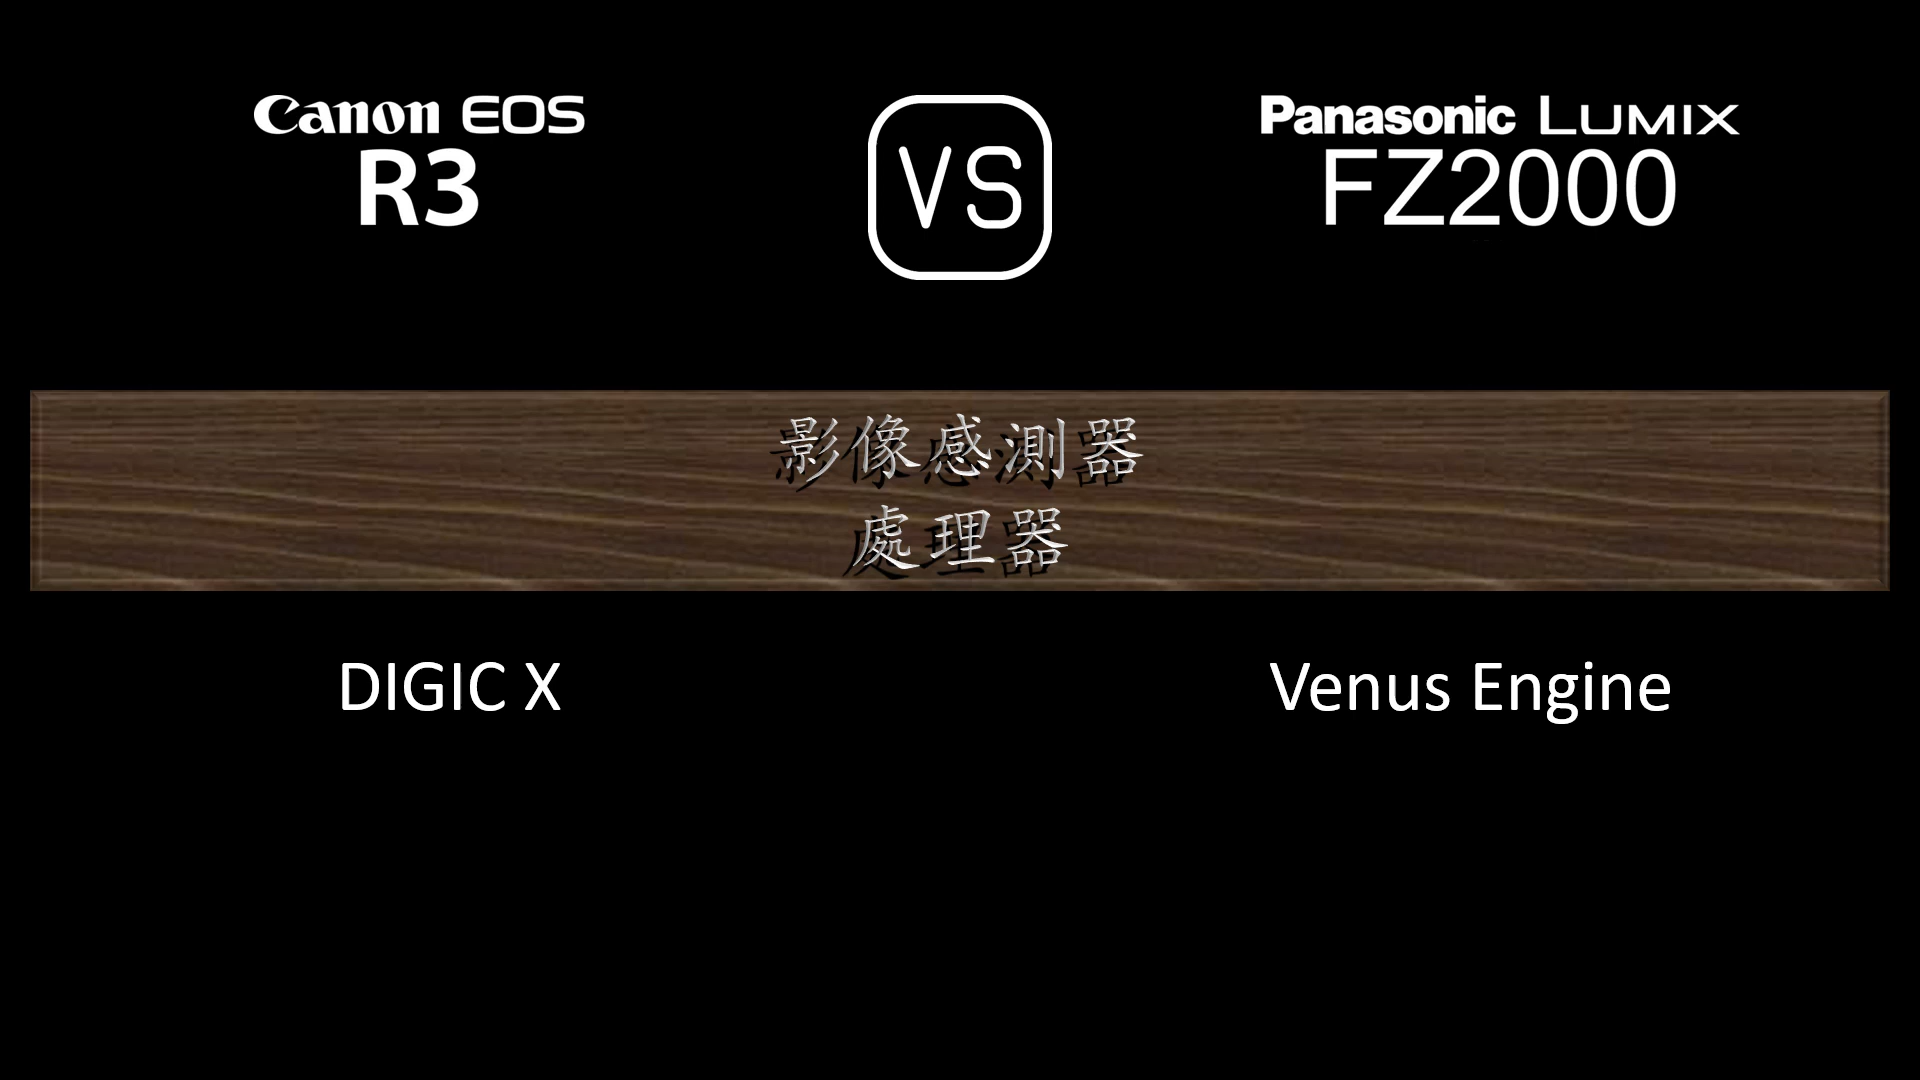 Canon EOS
R3
VS
Panasonic LUMIX
FZ2000
影像感測器
處理器
DIGIC X
Venus Engine